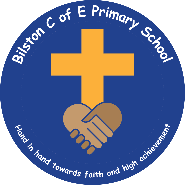 Bilston C of E Primary School
Hand in hand towards faith and high achievement